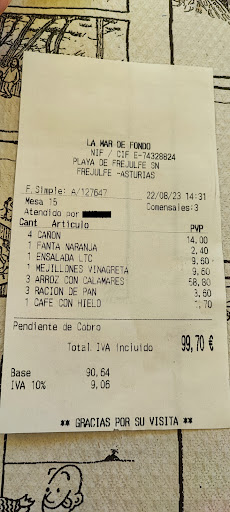 LA MAR DE FONDO
NIF / CIF E-74328824
PLAYA DE FREJULFE SN
FREJULFE -ASTURIAS
F.Simple: A/127647 22/08/23 14:31
Mesa 15 Comensales:3
Atendido por
Cant Artículo PVP
4 CAÑON 14,00
1 FANTA NARANJA 2,40
1 ENSALADA LTC 9,60
1 MEJILLONES VINAGRETA 9,60
3 ARROZ CON CALAMARES 58,80
3 RACION DE PAN 3,60
1 CAFE CON HIELO 1,70
Pendiente de Cobro
Total IVA incluido 99,70 €
Base 90,64
IVA 10% 9,06
** GRACIAS POR SU VISITA **